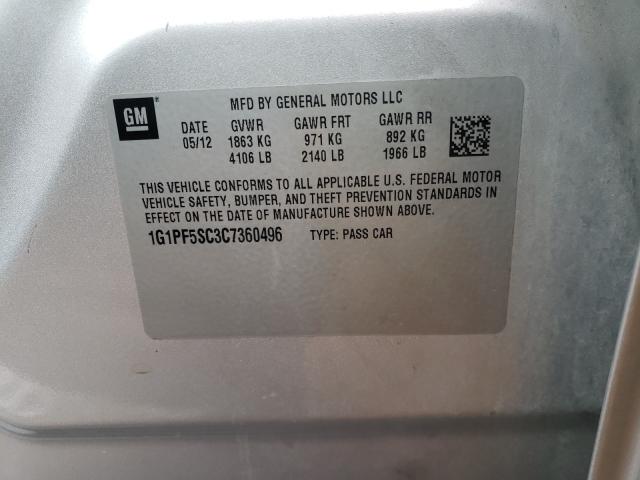 GM
MFD BY GENERAL MOTORS LLC
DATE GVWR GAWR FRT GAWR RR
05/12 1863 KG 971 KG 892 KG
4106 LB 2140 LB 1966 LB
THIS VEHICLE CONFORMS TO ALL APPLICABLE U.S. FEDERAL MOTOR
VEHICLE SAFETY, BUMPER, AND THEFT PREVENTION STANDARDS IN
EFFECT ON THE DATE OF MANUFACTURE SHOWN ABOVE.
1G1PF5SC3C7360496 TYPE: PASS CAR